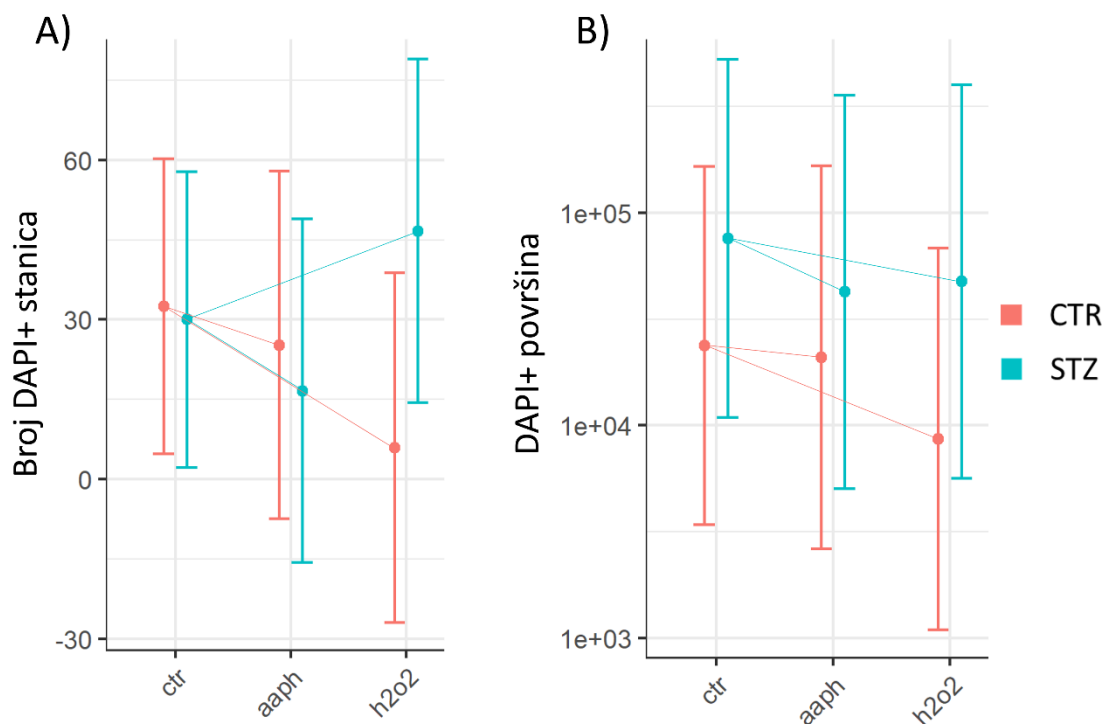 A)
Broj DAPI+ stanica
60
30
0
-30
ctr
aaph
h2o2
B)
DAPI+ površina
1e+05
1e+04
1e+03
ctr
aaph
h2o2
CTR
STZ